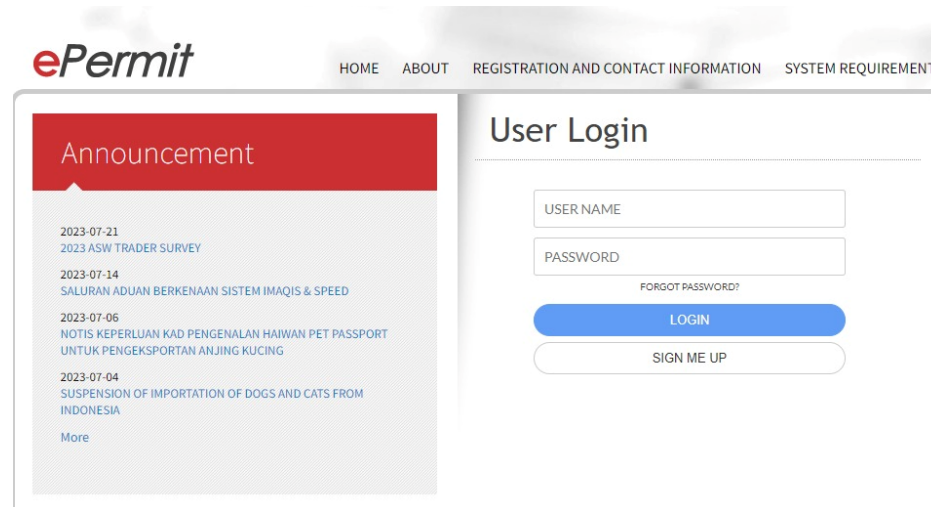 ePermit
HOME ABOUT REGISTRATION AND CONTACT INFORMATION SYSTEM REQUIREMENT
Announcement
2023-07-21
2023 ASW TRADER SURVEY
2023-07-14
SALURAN ADUAN BERKENAAN SISTEM IMAQIS & SPEED
2023-07-06
NOTIS KEPERLUAN KAD PENGENALAN HAIWAN PET PASSPORT
UNTUK PENGEKSPORTAN ANJING KUCING
2023-07-04
SUSPENSION OF IMPORTATION OF DOGS AND CATS FROM
INDONESIA
More
User Login
USER NAME
PASSWORD
FORGOT PASSWORD?
LOGIN
SIGN ME UP